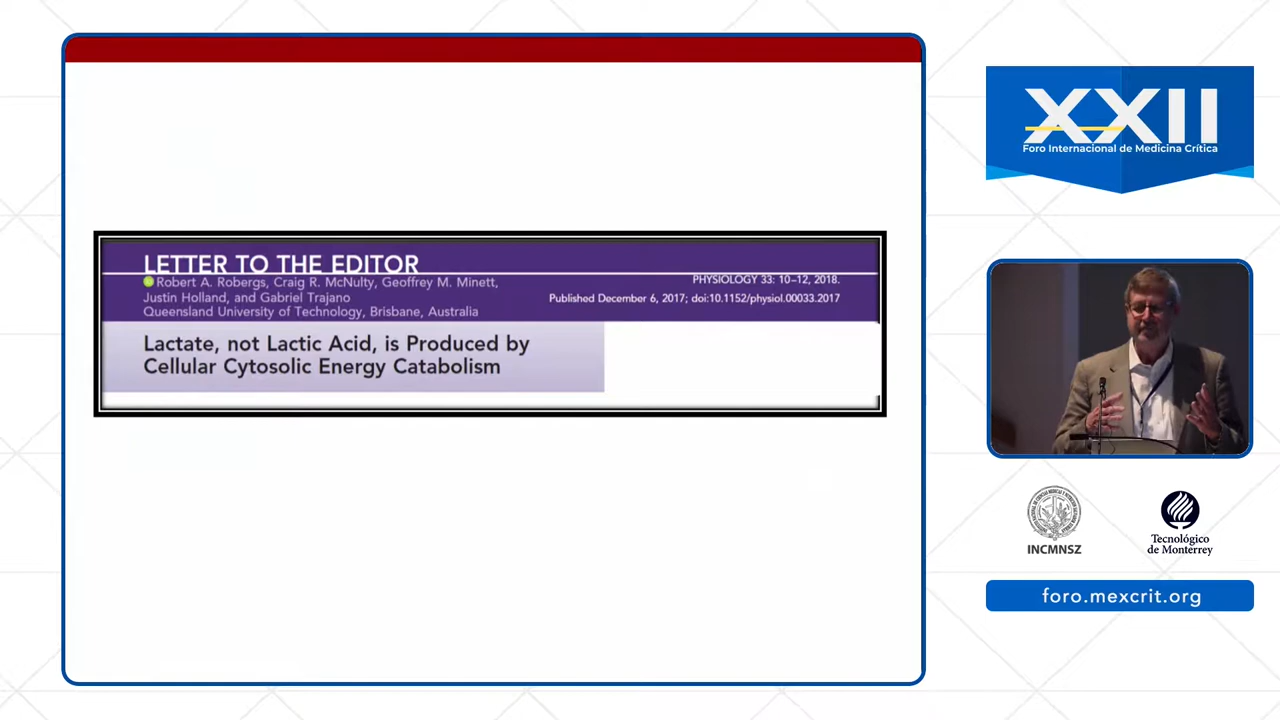 LETTER TO THE EDITOR
Robert A. Robergs, Craig R. McNulty, Geoffrey M. Minett,
Justin Holland, and Gabriel Trajano
Queensland University of Technology, Brisbane, Australia
PHYSIOLOGY 33: 10–12, 2018.
Published December 6, 2017; doi:10.1152/physiol.00033.2017
Lactate, not Lactic Acid, is Produced by
Cellular Cytosolic Energy Catabolism
XXII
Foro Internacional de Medicina Crítica
INCMNSZ
Tecnológico
de Monterrey
foro.mexcrit.org